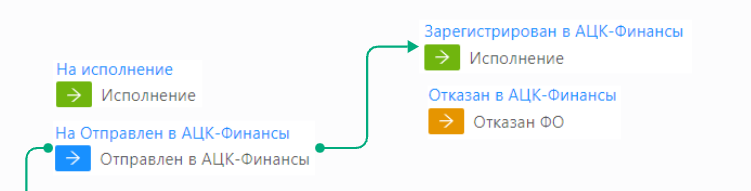 На исполнение
Исполнение
На Отправлен в АЦК-Финансы
Отправлен в АЦК-Финансы
Зарегистрирован в АЦК-Финансы
Исполнение
Отказан в АЦК-Финансы
Отказан ФО